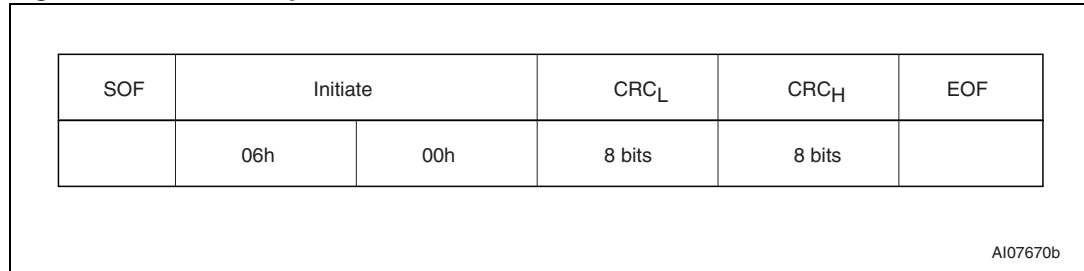 SOF Initiate CRCL CRCH EOF
06h 00h 8 bits 8 bits
AI07670b